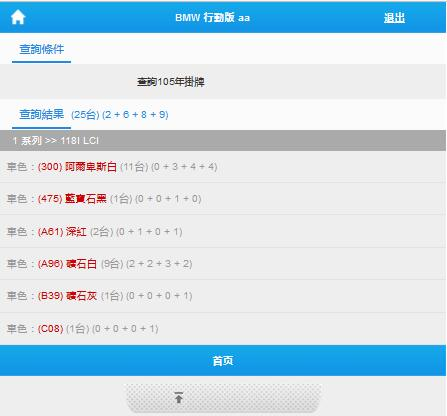 BMW 行動版 aa 退出
查詢條件
查詢105年掛牌
查詢結果 (25台) (2 + 6 + 8 + 9)
1 系列 >> 118I LCI
車色：(300) 阿爾卑斯白 (11台) (0 + 3 + 4 + 4)
車色：(475) 藍寶石黑 (1台) (0 + 0 + 1 + 0)
車色：(A61) 深紅 (2台) (0 + 1 + 0 + 1)
車色：(A96) 礦石白 (9台) (2 + 2 + 3 + 2)
車色：(B39) 礦石灰 (1台) (0 + 0 + 0 + 1)
車色：(C08) (1台) (0 + 0 + 0 + 1)
首頁